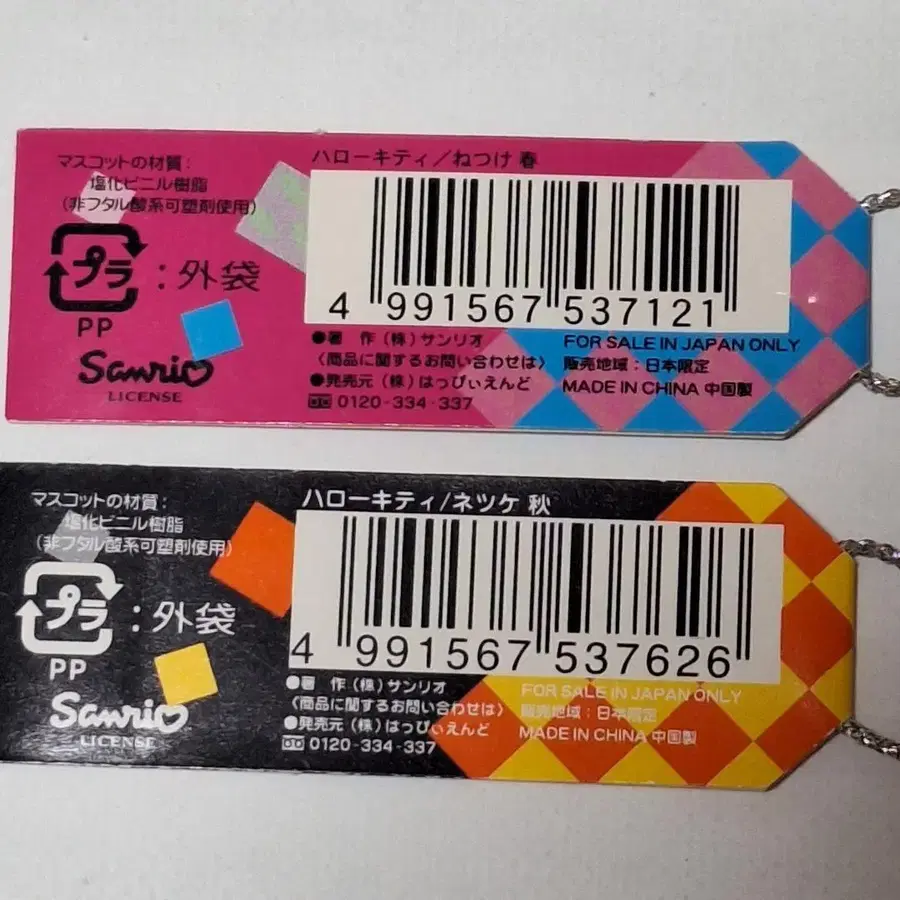 マスコットの材質:
塩化ビニル樹脂
(非フタル酸系可塑剤使用)
プラ:外袋
PP
Sanrio
LICENSE
ハローキティ/ねつけ 春
4 991567 537121
●著 作(株)サンリオ
〈商品に関するお問い合わせは〉
●発売元(株)はっぴぃえんど
0120-334-337
FOR SALE IN JAPAN ONLY
販売地域:日本限定
MADE IN CHINA 中国製
マスコットの材質:
塩化ビニル樹脂
(非フタル酸系可塑剤使用)
プラ:外袋
PP
Sanrio
LICENSE
ハローキティ/ネツケ 秋
4 991567 537626
●著 作(株)サンリオ
〈商品に関するお問い合わせは〉
●発売元(株)はっぴぃえんど
0120-334-337
FOR SALE IN JAPAN ONLY
販売地域:日本限定
MADE IN CHINA 中国製